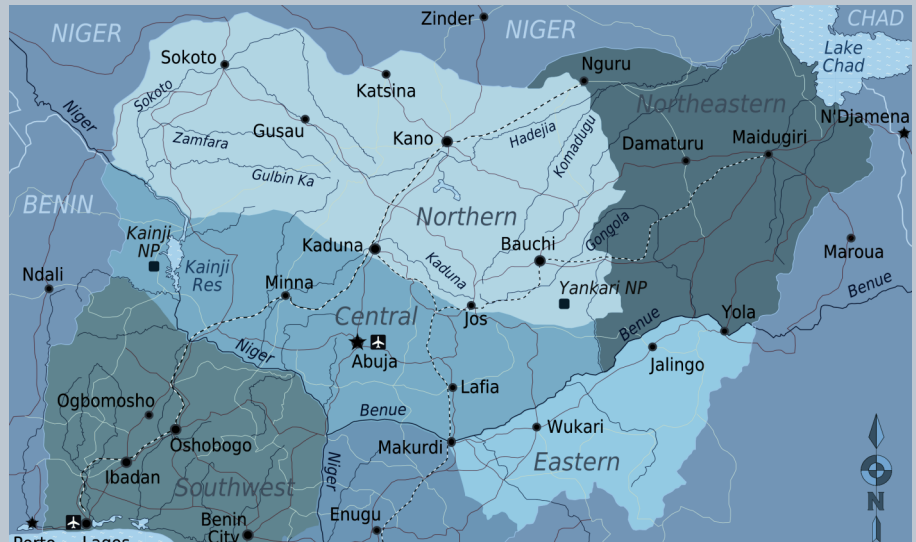 Zinder
NIGER
NIGER
CHAD
Lake
Chad
Sokoto
Katsina
Nguru
Northeastern
Sokoto
Niger
Gusau
Kano
Hadejia
Komadugu
Damaturu
Maidugiri
N'Djamena
Zamfara
Gulbin Ka
BENIN
Northern
Kainji
NP
Kaduna
Bauchi
Gongola
Maroua
Ndali
Kainji
Res
Minna
Kaduna
Yankari NP
Benue
Central
Jos
Benue
Yola
Niger
Abuja
Jalingo
Ogbomosho
Lafia
Benue
Oshobogo
Makurdi
Wukari
Ibadan
Niger
Eastern
Southwest
Enugu
N
Benin
City
Porto
Lagos